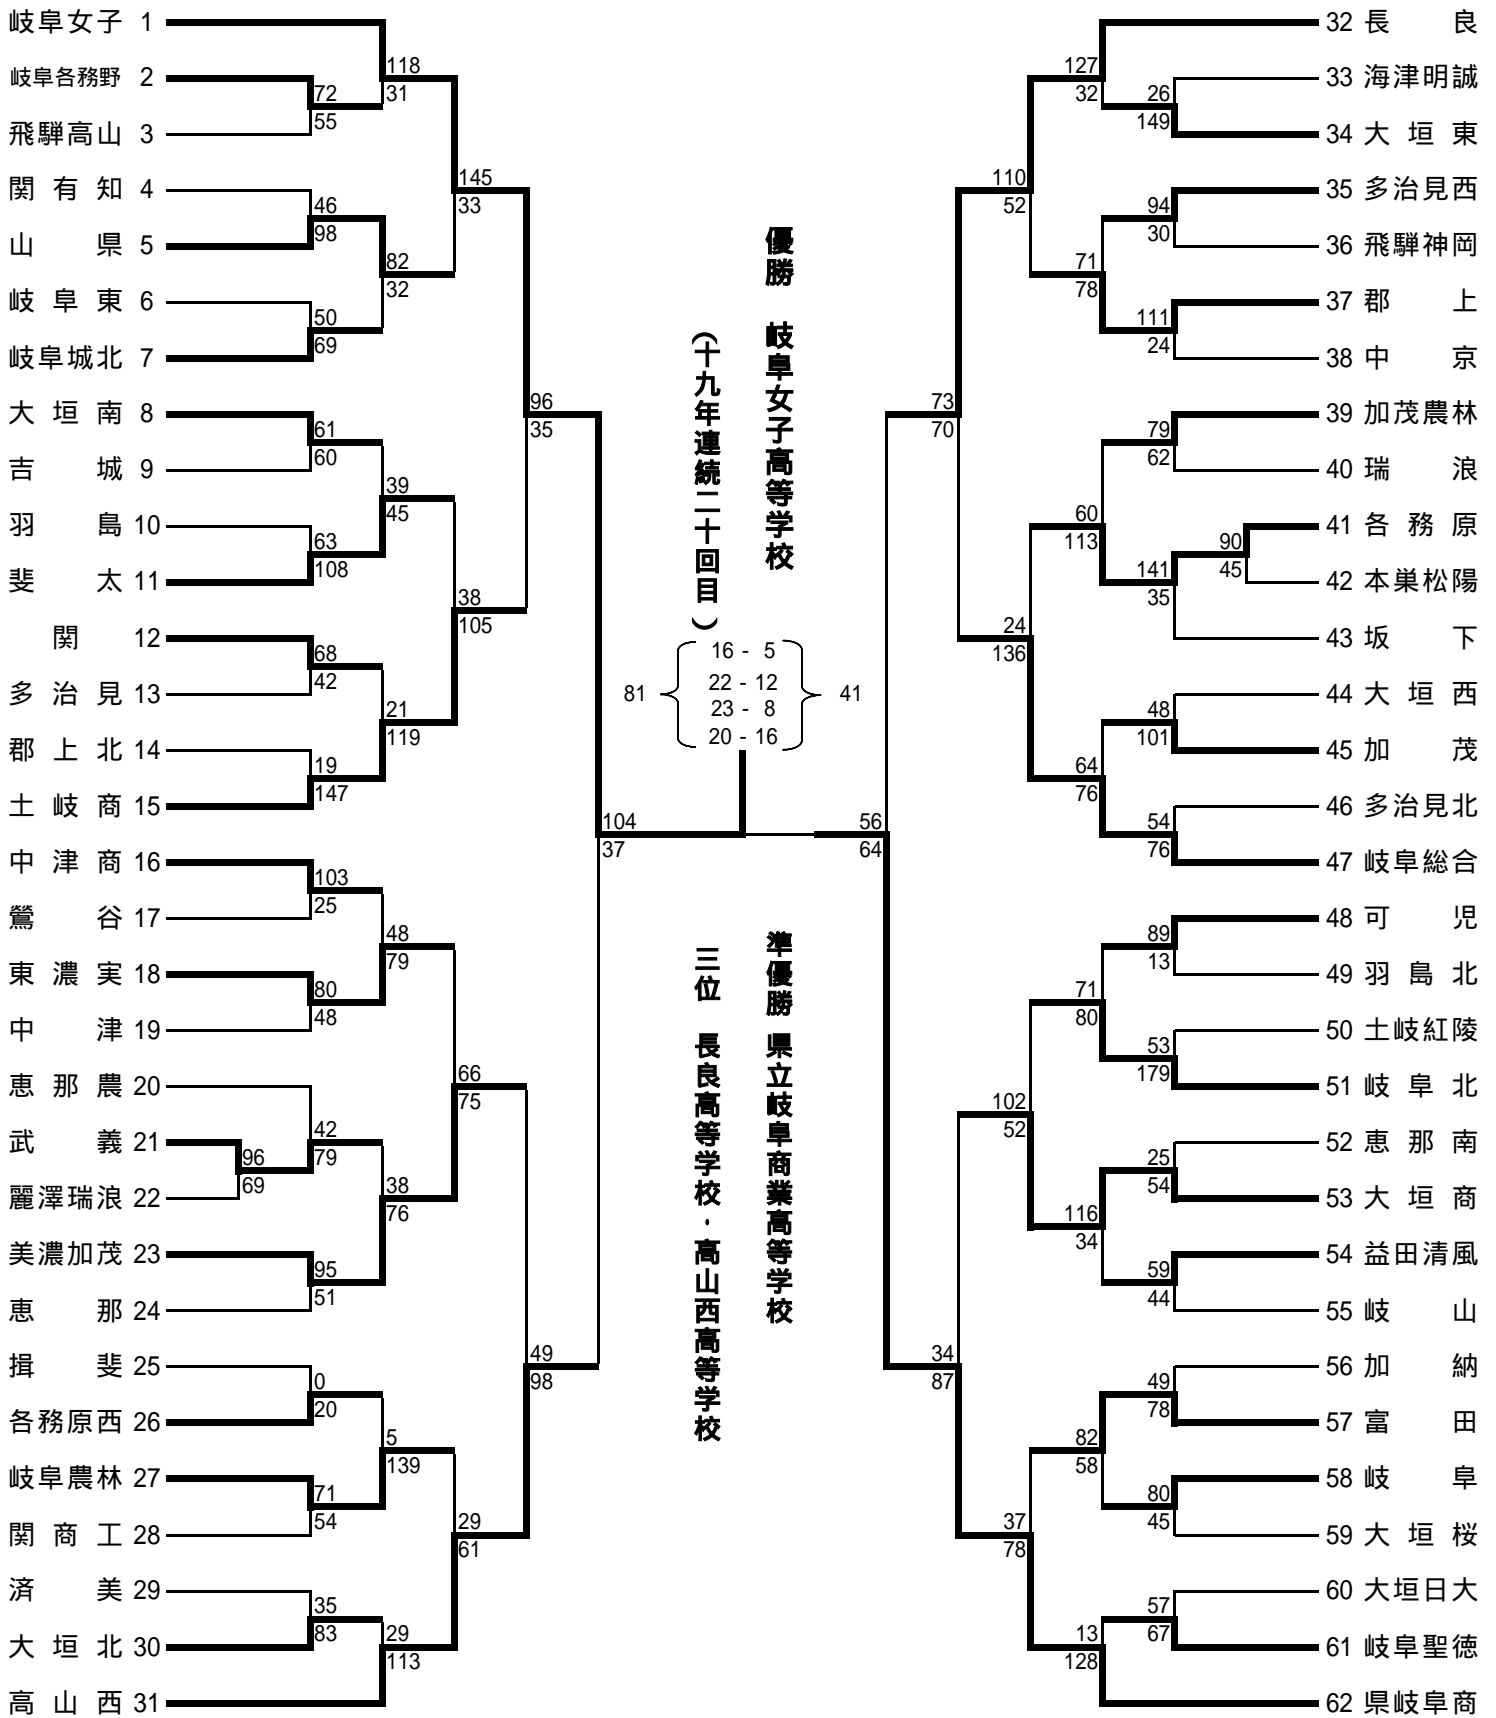 岐阜女子 1
118
31
岐阜各務野 2
72
55
飛騨高山 3
145
33
関有知 4
46
98
山県 5
82
32
岐阜東 6
50
69
岐阜城北 7
96
35
大垣南 8
61
60
吉城 9
39
45
羽島 10
63
108
斐太 11
38
105
関 12
68
42
多治見 13
21
119
郡上北 14
19
147
土岐商 15
104
37
中津商 16
103
25
鶯谷 17
48
79
東濃実 18
80
48
中津 19
66
75
恵那農 20
42
79
武義 21
96
69
麗澤瑞浪 22
38
76
美濃加茂 23
95
51
恵那 24
49
98
揖斐 25
0
20
各務原西 26
5
139
岐阜農林 27
71
54
関商工 28
29
61
済美 29
35
83
大垣北 30
29
113
高山西 31
優勝 岐阜女子高等学校
(十九年連続二十回目)
81
16 - 5
22 - 12
23 - 8
20 - 16
41
準優勝 県立岐阜商業高等学校
三位 長良高等学校・高山西高等学校
32 長良
127
32
33 海津明誠
26
149
34 大垣東
110
52
35 多治見西
94
30
36 飛騨神岡
71
78
37 郡上
111
24
38 中京
73
70
39 加茂農林
79
62
40 瑞浪
60
113
41 各務原
90
45
42 本巣松陽
141
35
43 坂下
24
136
44 大垣西
48
101
45 加茂
64
76
46 多治見北
54
76
47 岐阜総合
56
64
48 可児
89
13
49 羽島北
71
80
50 土岐紅陵
53
179
51 岐阜北
102
52
52 恵那南
25
54
53 大垣商
116
34
54 益田清風
59
44
55 岐山
34
87
56 加納
49
78
57 富田
82
58
58 岐阜
80
45
59 大垣桜
37
78
60 大垣日大
57
67
61 岐阜聖徳
13
128
62 県岐阜商